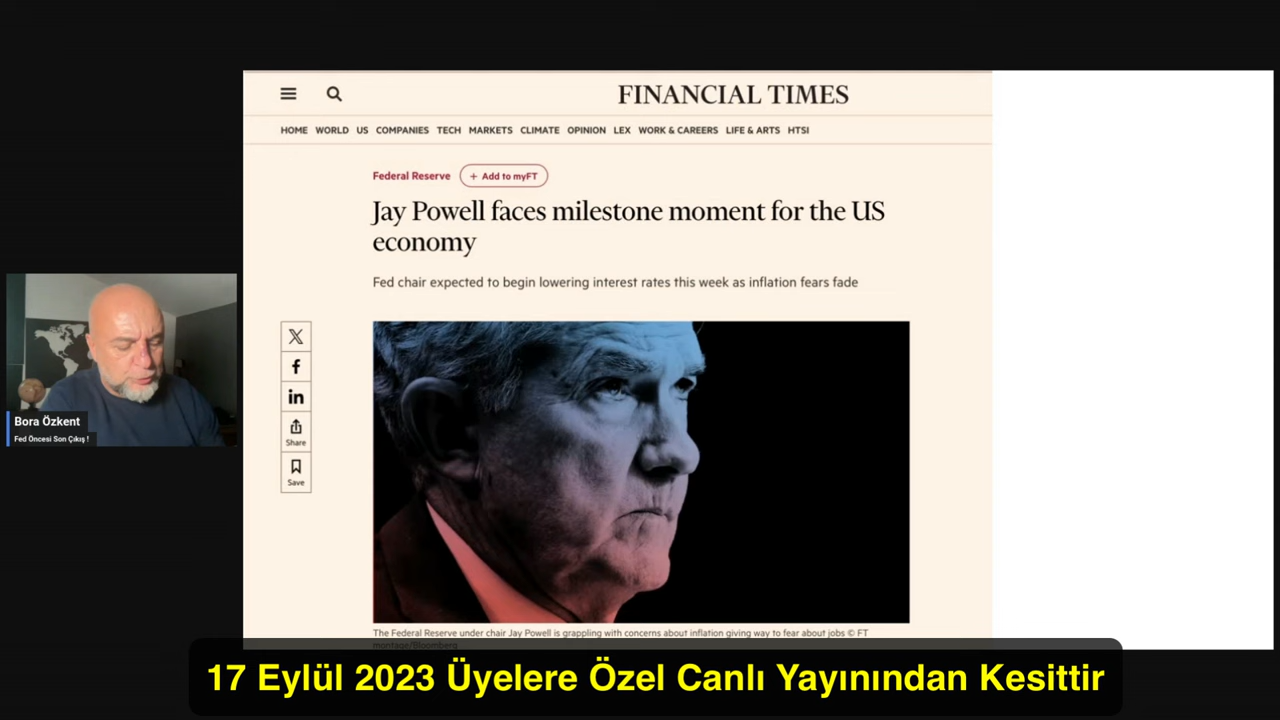 FINANCIAL TIMES
HOME WORLD US COMPANIES TECH MARKETS CLIMATE OPINION LEX WORK & CAREERS LIFE & ARTS HTSI
Federal Reserve + Add to myFT
Jay Powell faces milestone moment for the US
economy
Fed chair expected to begin lowering interest rates this week as inflation fears fade
Share
Save
Bora Özkent
Fed Öncesi Son Çıkış !
The Federal Reserve under chair Jay Powell is grappling with concerns about inflation giving way to fear about jobs © FT
montage/Bloomberg
17 Eylül 2023 Üyelere Özel Canlı Yayınından Kesittir